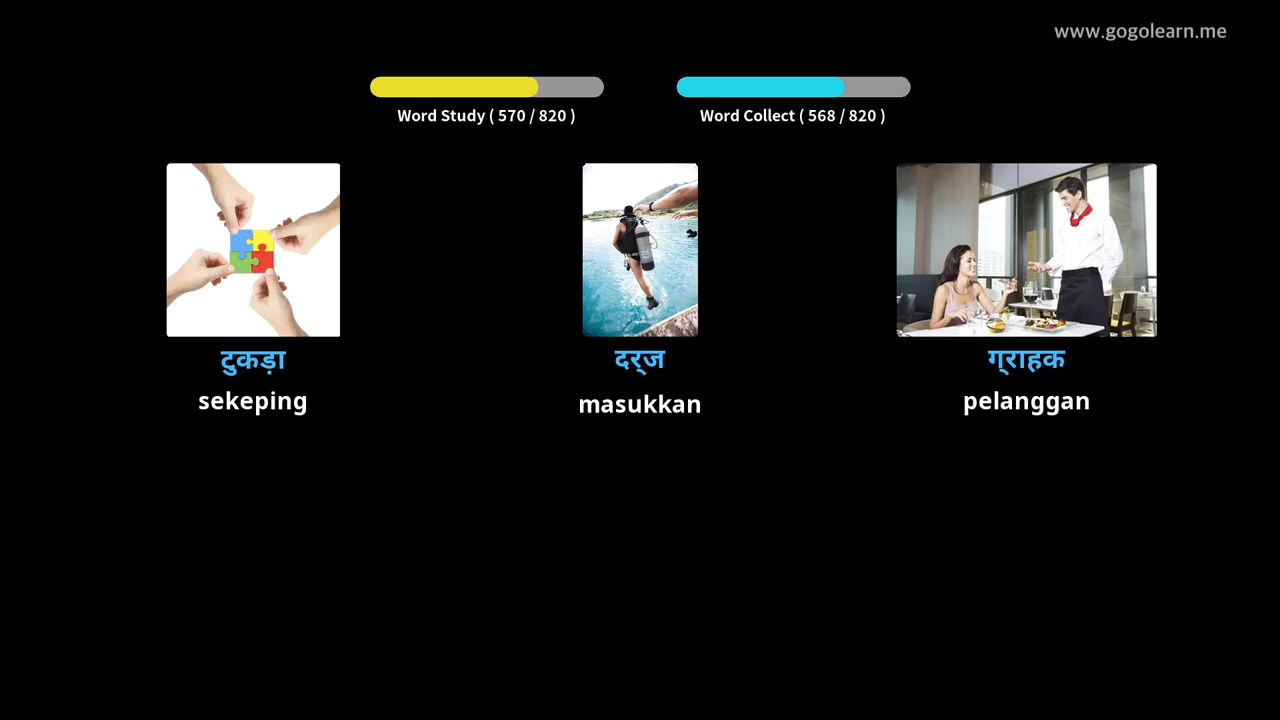 www.gogolearn.me
Word Study ( 570 / 820 )
Word Collect ( 568 / 820 )
टुकड़ा
दर्ज
ग्राहक
sekeping
masukkan
pelanggan